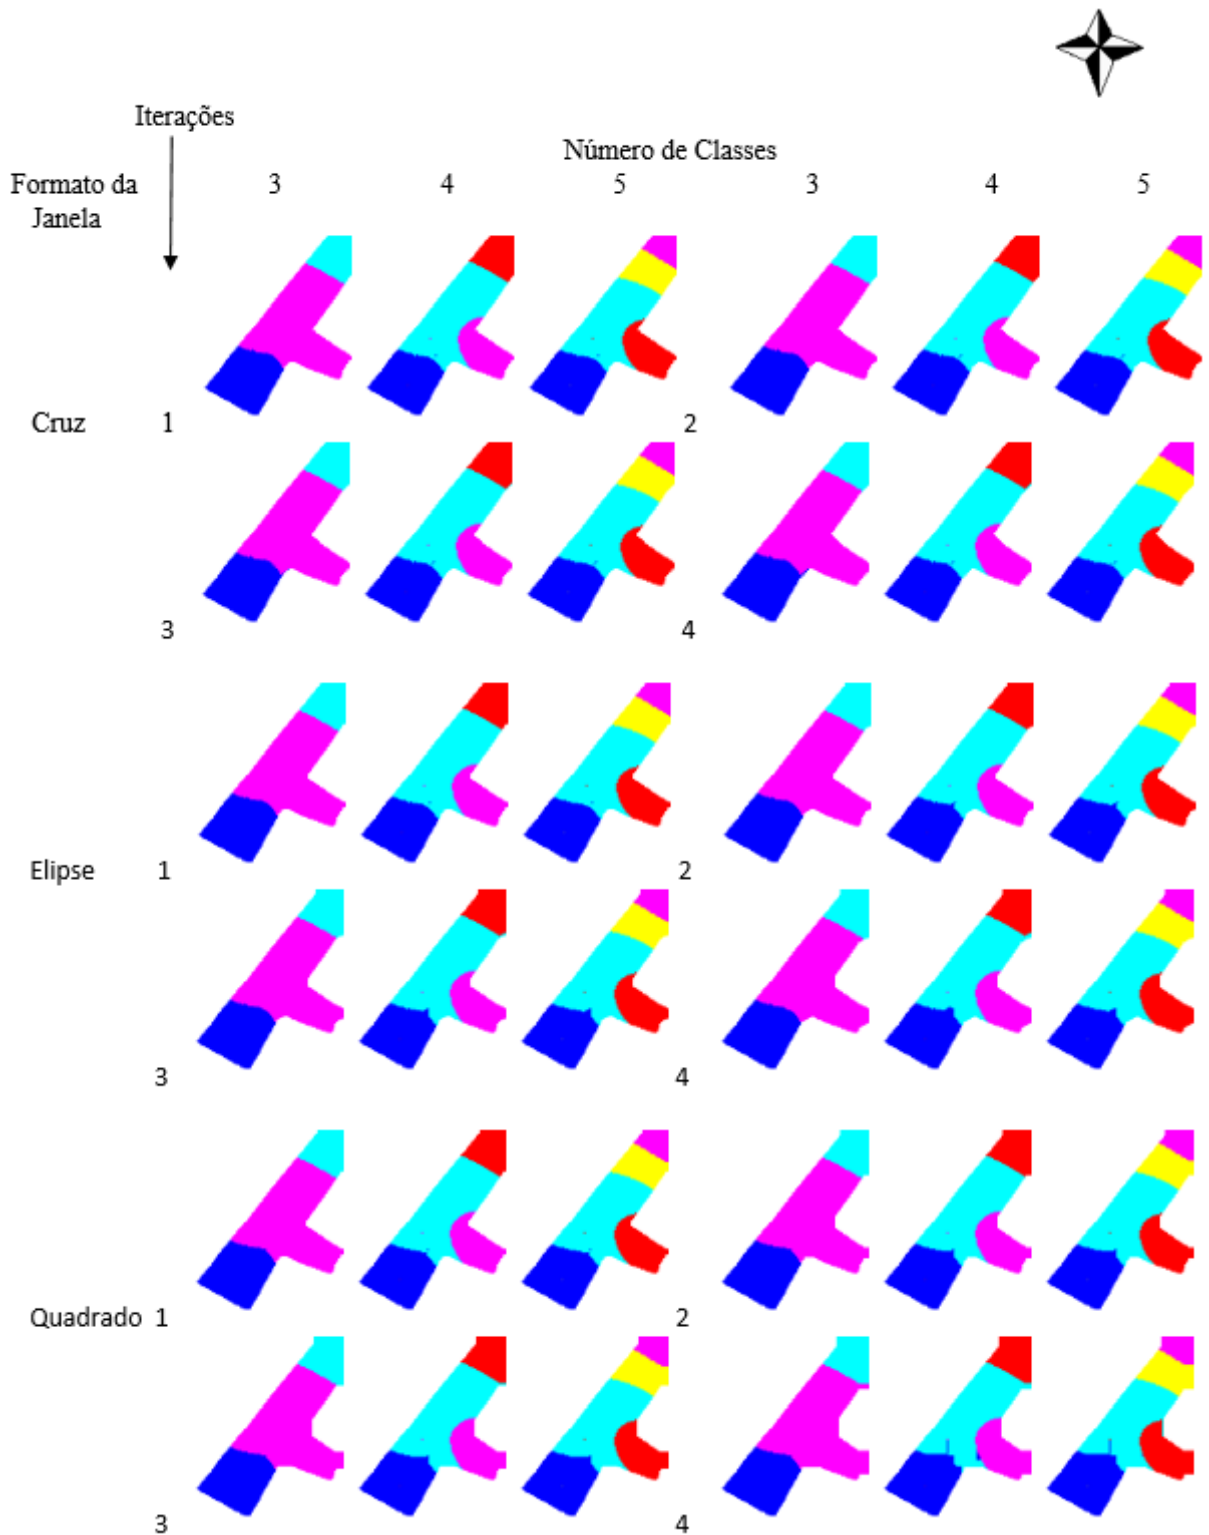 Iterações
Número de Classes
Formato da
Janela
3 4 5 3 4 5
Cruz 1 2
3 4
Elipse 1 2
3 4
Quadrado 1 2
3 4